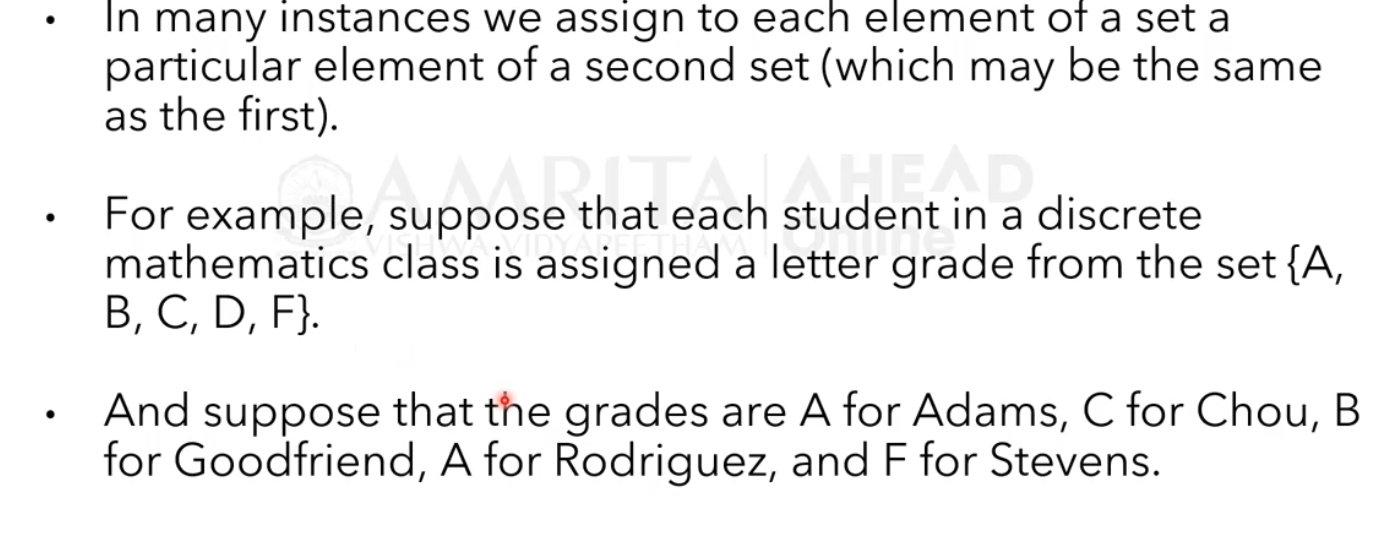 • In many instances we assign to each element of a set a
particular element of a second set (which may be the same
as the first).
AMRITA AHEAD
VISHWA VIDYAPEETHAM Online
• For example, suppose that each student in a discrete
mathematics class is assigned a letter grade from the set {A,
B, C, D, F}.
• And suppose that the grades are A for Adams, C for Chou, B
for Goodfriend, A for Rodriguez, and F for Stevens.